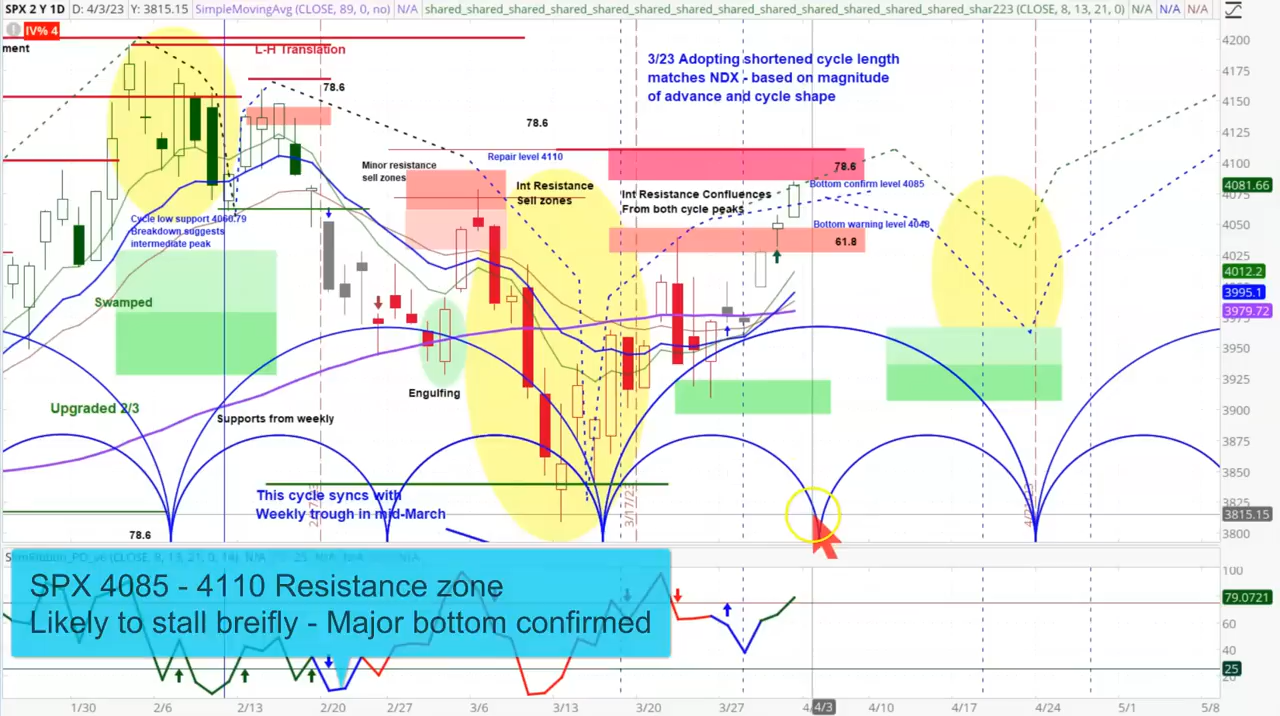 SPX 2 Y 1D D: 4/3/23 Y: 3815.15 SimpleMovingAvg (CLOSE, 89, 0, no) N/A shared_shared_shared_shared_shared_shared_shared_shared_shared_shared_shared_shared_shared_char223 (CLOSE, 8, 13, 21, 0) N/A N/A N/A
IV% 4
ment
L-H Translation
3/23 Adopting shortened cycle length
matches NDX - based on magnitude
of advance and cycle shape
78.6
78.6
Repair level 4110
Minor resistance
sell zones
78.6
Int Resistance
Sell zones
Int Resistance Confluences
From both cycle peaks
Bottom confirm level 4085
Cycle low support 4060.79
Breakdown suggests
intermediate peak
Bottom warning level 4048
61.8
Swamped
Engulfing
Upgraded 2/3
Supports from weekly
This cycle syncs with
Weekly trough in mid-March
3/17/23
78.6
4200
4175
4150
4125
4100
4081.66
4050
4025
4012.2
3995.1
3979.72
3950
3925
3900
3875
3850
3825
3815.15
3800
SPX 4085 - 4110 Resistance zone
Likely to stall breifly - Major bottom confirmed
100
79.0721
60
40
25
1/30 2/6 2/13 2/20 2/27 3/6 3/13 3/20 3/27 4/3 4/10 4/17 4/24 5/1 5/8